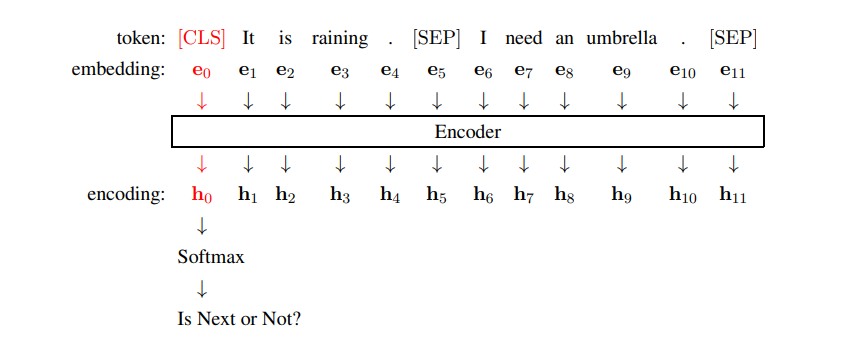 token: [CLS] It is raining . [SEP] I need an umbrella . [SEP]
embedding: e0 e1 e2 e3 e4 e5 e6 e7 e8 e9 e10 e11
↓ ↓ ↓ ↓ ↓ ↓ ↓ ↓ ↓ ↓ ↓ ↓
Encoder
↓ ↓ ↓ ↓ ↓ ↓ ↓ ↓ ↓ ↓ ↓ ↓
encoding: h0 h1 h2 h3 h4 h5 h6 h7 h8 h9 h10 h11
↓
Softmax
↓
Is Next or Not?